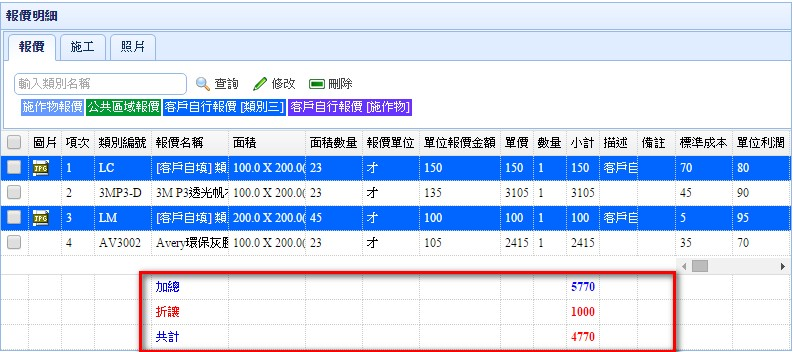 報價明細
報價 施工 照片
輸入類別名稱 查詢 修改 刪除
施作物報價 公共區域報價 客戶自行報價 [類別三] 客戶自行報價 [施作物]
圖片 項次 類別編號 報價名稱 面積 面積數量 報價單位 單位報價金額 單價 數量 小計 描述 備註 標準成本 單位利潤
JPG 1 LC [客戶自填] 類 100.0 X 200.0( 23 才 150 150 1 150 客戶自 70 80
2 3MP3-D 3M P3透光帆 100.0 X 200.0( 23 才 135 3105 1 3105 45 90
JPG 3 LM [客戶自填] 類 200.0 X 200.0( 45 才 100 100 1 100 客戶自 5 95
4 AV3002 Avery環保灰 100.0 X 200.0( 23 才 105 2415 1 2415 35 70
加總 5770
折讓 1000
共計 4770